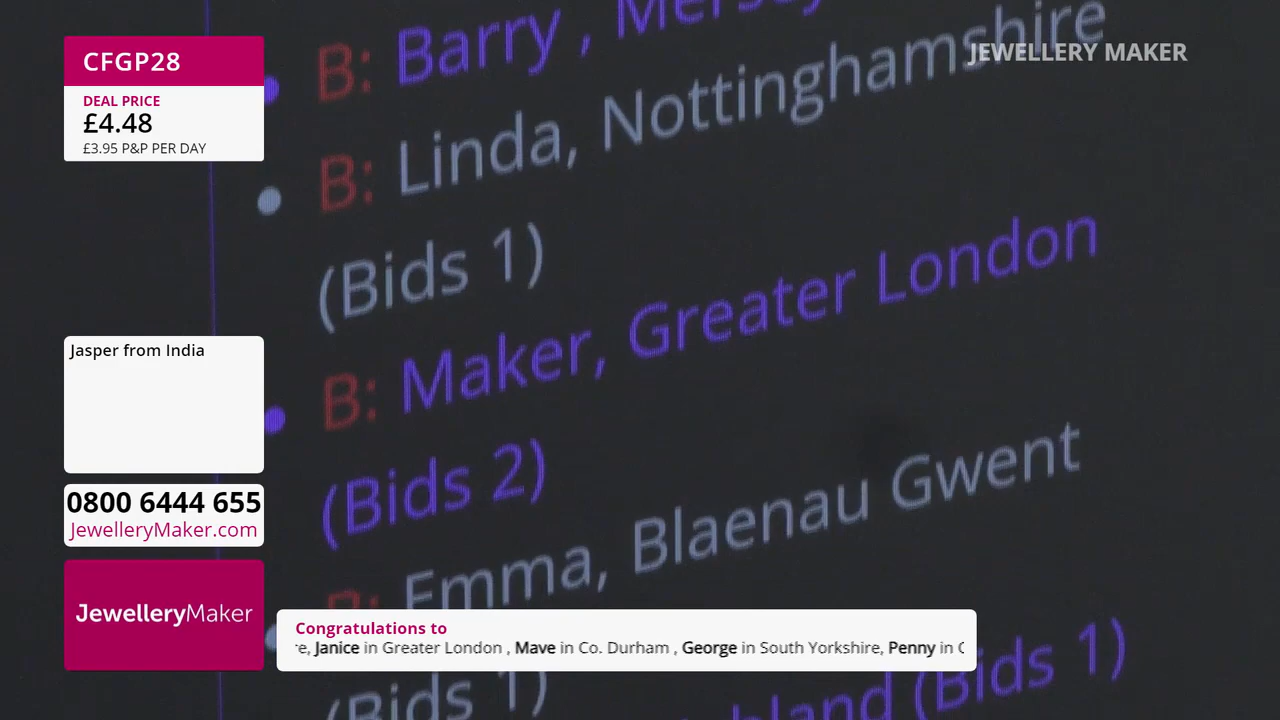 CFGP28
DEAL PRICE
£4.48
£3.95 P&P PER DAY
JEWELLERY MAKER
B: Barry ,
B: Linda, Nottinghamshire
(Bids 1)
B: Maker, Greater London
(Bids 2)
B: Emma, Blaenau Gwent
(Bids 1)
(Bids 1)
Jasper from India
0800 6444 655
JewelleryMaker.com
JewelleryMaker
Congratulations to
Janice in Greater London , Mave in Co. Durham , George in South Yorkshire, Penny in